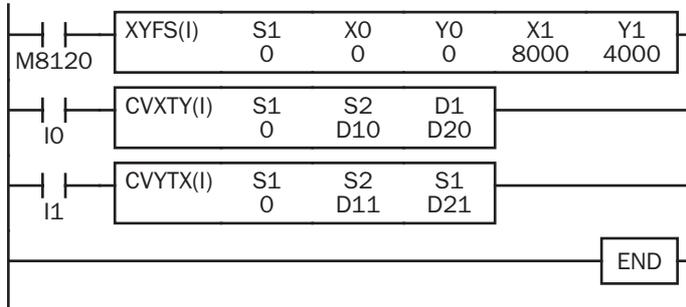 XYFS(I) S1 X0 Y0 X1 Y1
0 0 0 8000 4000
M8120
CVXTY(I) S1 S2 D1
0 D10 D20
I0
CVYTX(I) S1 S2 S1
0 D11 D21
I1
END